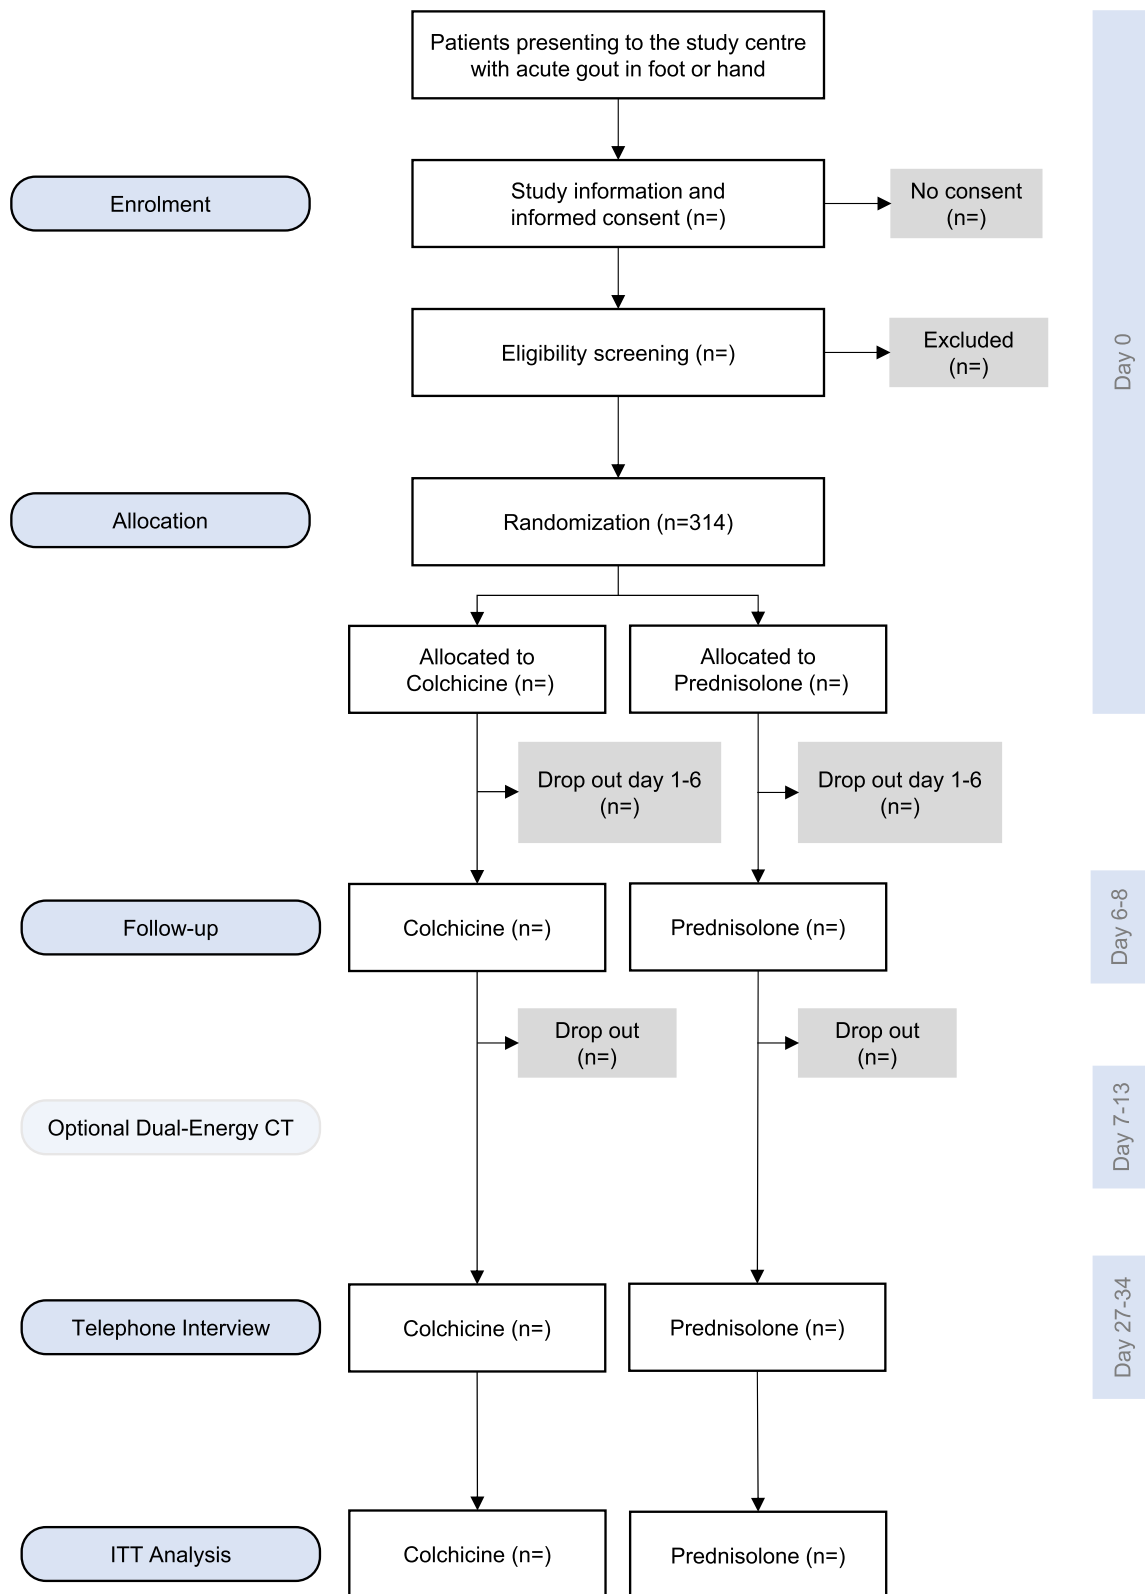 Patients presenting to the study centre
with acute gout in foot or hand
Enrolment
Study information and
informed consent (n=)
No consent
(n=)
Eligibility screening (n=)
Excluded
(n=)
Day 0
Allocation
Randomization (n=314)
Allocated to
Colchicine (n=)
Allocated to
Prednisolone (n=)
Drop out day 1-6
(n=)
Drop out day 1-6
(n=)
Follow-up
Colchicine (n=)
Prednisolone (n=)
Day 6-8
Drop out
(n=)
Drop out
(n=)
Optional Dual-Energy CT
Day 7-13
Telephone Interview
Colchicine (n=)
Prednisolone (n=)
Day 27-34
ITT Analysis
Colchicine (n=)
Prednisolone (n=)